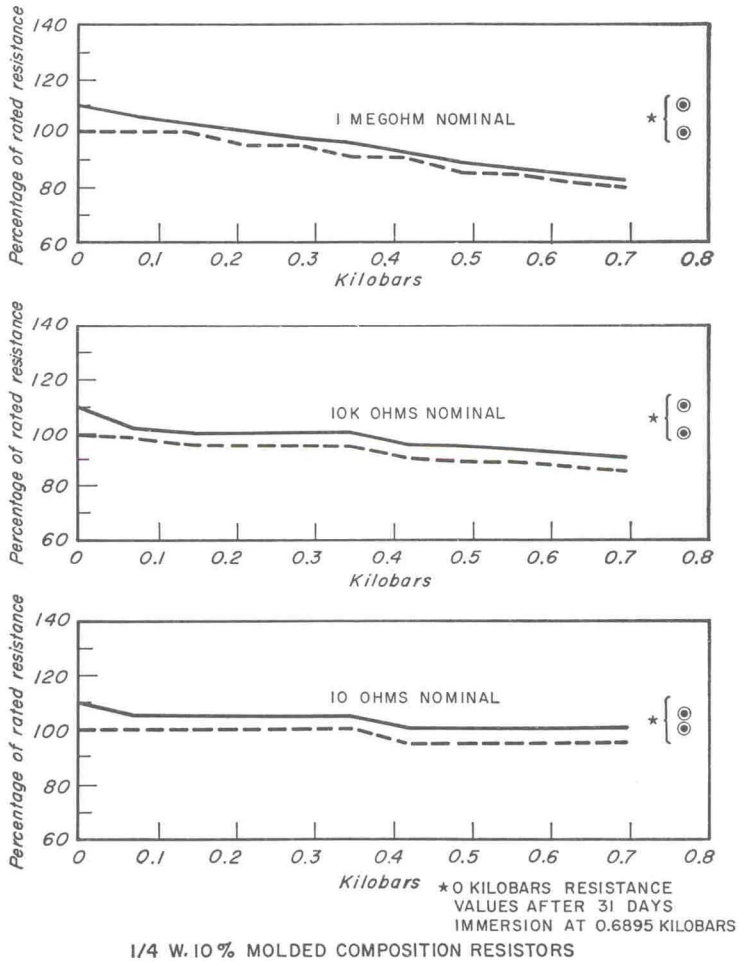 Percentage of rated resistance
140
120
100
80
60
1 MEGOHM NOMINAL
*
0 0.1 0.2 0.3 0.4 0.5 0.6 0.7 0.8
Kilobars
Percentage of rated resistance
140
120
100
80
60
10K OHMS NOMINAL
*
0 0.1 0.2 0.3 0.4 0.5 0.6 0.7 0.8
Kilobars
Percentage of rated resistance
140
120
100
80
60
10 OHMS NOMINAL
*
0 0.1 0.2 0.3 0.4 0.5 0.6 0.7 0.8
Kilobars
*0 KILOBARS RESISTANCE
VALUES AFTER 31 DAYS
IMMERSION AT 0.6895 KILOBARS
1/4 W. 10% MOLDED COMPOSITION RESISTORS